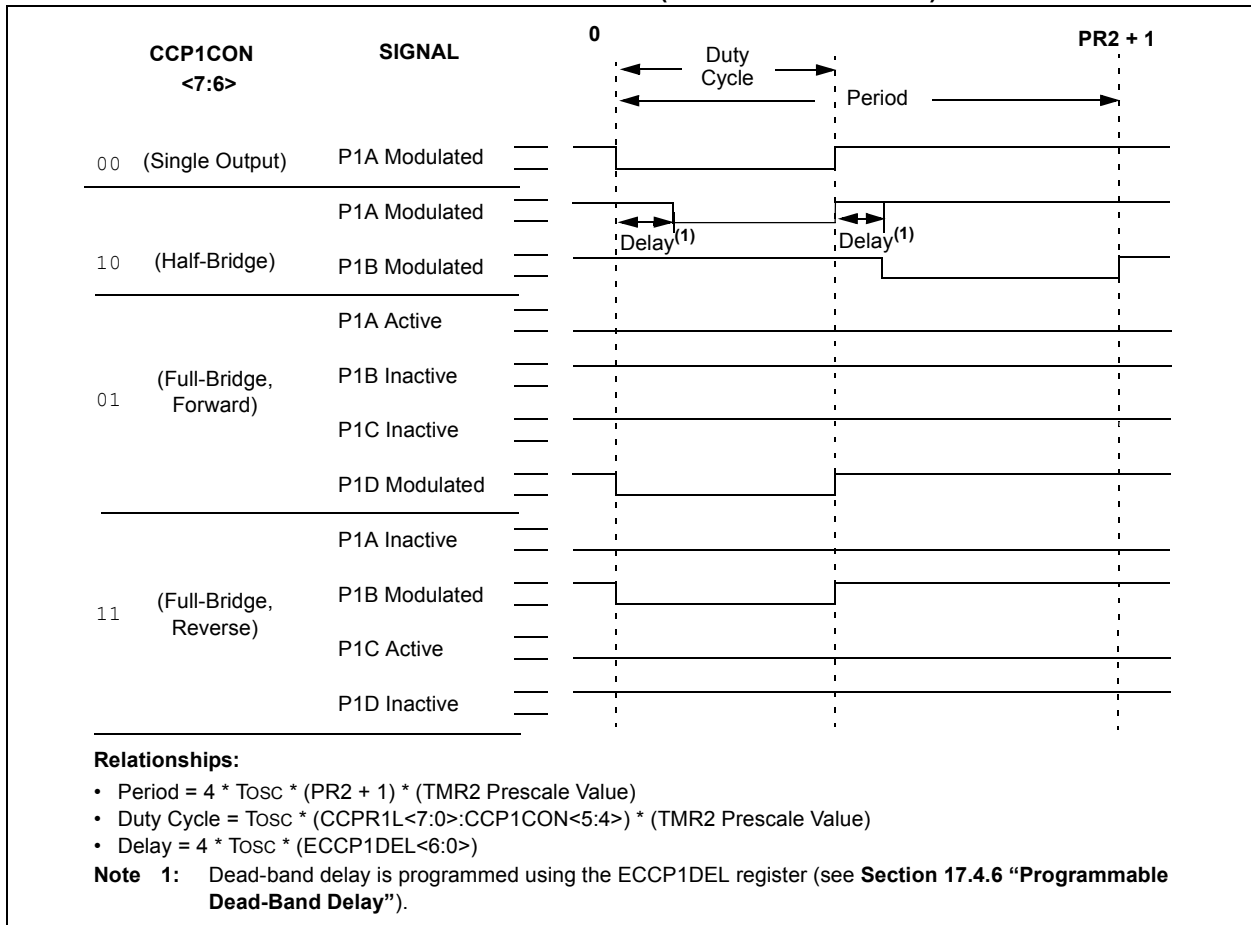 CCP1CON
<7:6>
SIGNAL
0
PR2 + 1
Duty
Cycle
Period
00 (Single Output) P1A Modulated
P1A Modulated
Delay(1) Delay(1)
10 (Half-Bridge) P1B Modulated
P1A Active
01 (Full-Bridge,
Forward)
P1B Inactive
P1C Inactive
P1D Modulated
P1A Inactive
11 (Full-Bridge,
Reverse)
P1B Modulated
P1C Active
P1D Inactive
Relationships:
• Period = 4 * TOSC * (PR2 + 1) * (TMR2 Prescale Value)
• Duty Cycle = TOSC * (CCPR1L<7:0>:CCP1CON<5:4>) * (TMR2 Prescale Value)
• Delay = 4 * TOSC * (ECCP1DEL<6:0>)
Note 1: Dead-band delay is programmed using the ECCP1DEL register (see Section 17.4.6 “Programmable
Dead-Band Delay”).